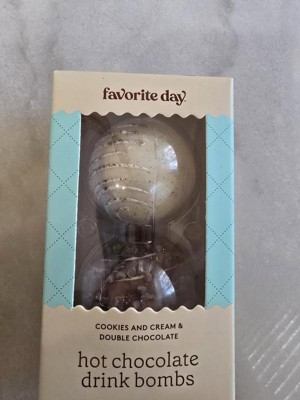 favorite day.
COOKIES AND CREAM &
DOUBLE CHOCOLATE
hot chocolate
drink bombs